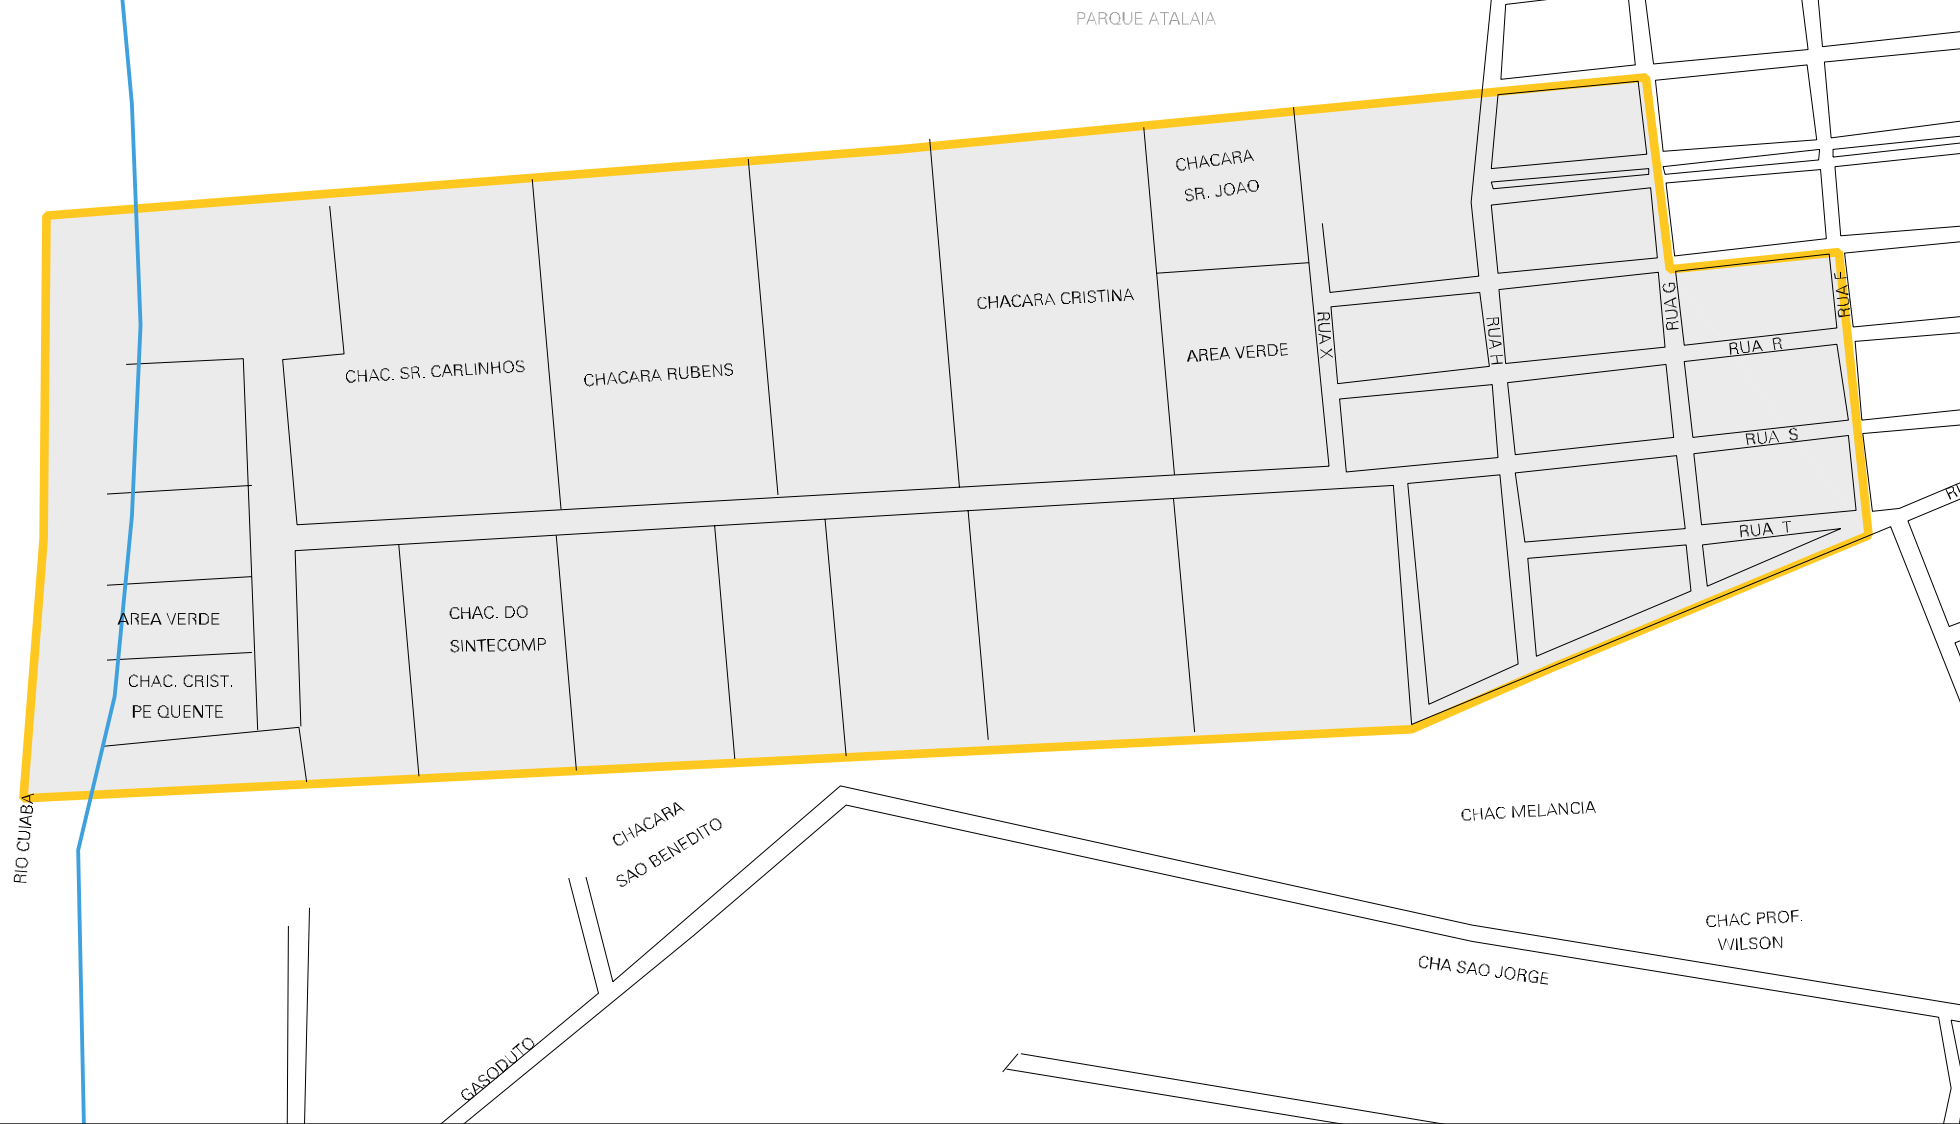 PARQUE ATALAIA
CHACARA
SR. JOAO
CHACARA CRISTINA
RUA G
RUA F
RUA X
RUA H
RUA R
AREA VERDE
CHAC. SR. CARLINHOS
CHACARA RUBENS
RUA S
RUA T
AREA VERDE
CHAC. DO
SINTECOMP
CHAC. CRIST.
PE QUENTE
RIO CUIABA
CHACARA
SAO BENEDITO
CHAC MELANCIA
CHAC PROF.
WILSON
CHA SAO JORGE
GASODUTO